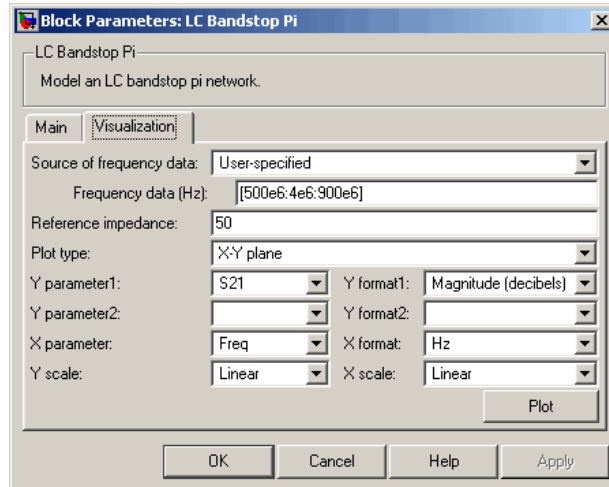 Block Parameters: LC Bandstop Pi
LC Bandstop Pi
Model an LC bandstop pi network.
Main Visualization
Source of frequency data: User-specified
Frequency data (Hz): [500e6:4e6:900e6]
Reference impedance: 50
Plot type: X-Y plane
Y parameter1: S21 Y format1: Magnitude (decibels)
Y parameter2: Y format2:
X parameter: Freq X format: Hz
Y scale: Linear X scale: Linear
Plot
OK Cancel Help Apply